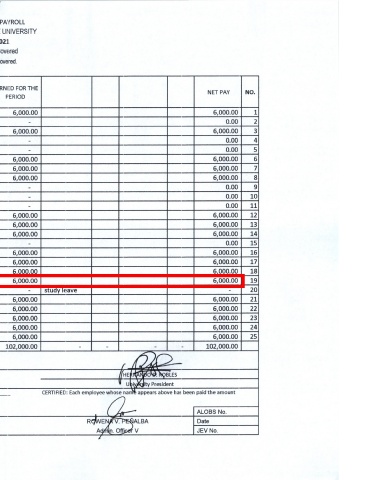 PAYROLL
UNIVERSITY
021
overed
overed.
RNED FOR THE PERIOD NET PAY NO.
6,000.00 6,000.00 1
- 0.00 2
6,000.00 6,000.00 3
- 0.00 4
- 0.00 5
6,000.00 6,000.00 6
6,000.00 6,000.00 7
6,000.00 6,000.00 8
- 0.00 9
- 0.00 10
- 0.00 11
6,000.00 6,000.00 12
6,000.00 6,000.00 13
6,000.00 6,000.00 14
- 0.00 15
6,000.00 6,000.00 16
6,000.00 6,000.00 17
6,000.00 6,000.00 18
6,000.00 6,000.00 19
- study leave - 20
6,000.00 6,000.00 21
6,000.00 6,000.00 22
6,000.00 6,000.00 23
6,000.00 6,000.00 24
6,000.00 6,000.00 25
102,000.00 - - - - 102,000.00
ROBLES
University President
CERTIFIED: Each employee whose name appears above has been paid the amount
ROWENA V. PEÑALBA
Admin. Officer V
ALOBS No.
Date
JEV No.